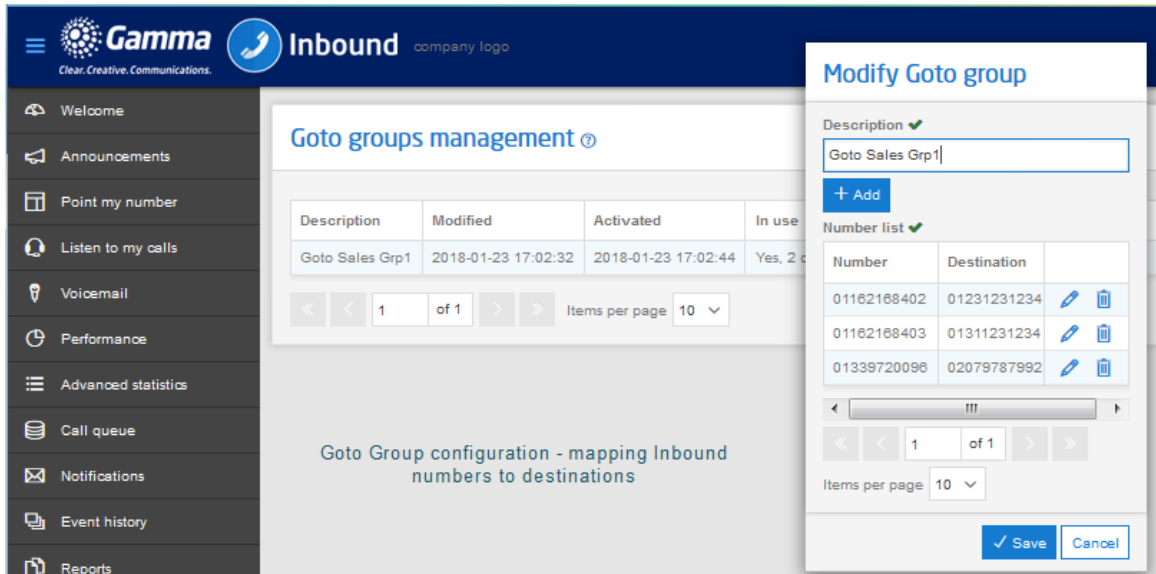 Gamma
Clear.Creative.Communications.
Inbound company logo
Welcome
Announcements
Point my number
Listen to my calls
Voicemail
Performance
Advanced statistics
Call queue
Notifications
Event history
Reports
Goto groups management ?
Description Modified Activated In use
Goto Sales Grp1 2018-01-23 17:02:32 2018-01-23 17:02:44 Yes, 2
« < 1 of 1 > » Items per page 10
Goto Group configuration - mapping Inbound
numbers to destinations
Modify Goto group
Description
Goto Sales Grp1
+ Add
Number list
Number Destination
01162168402 01231231234
01162168403 01311231234
01339720096 02079787992
« < 1 of 1 > »
Items per page 10
Save Cancel